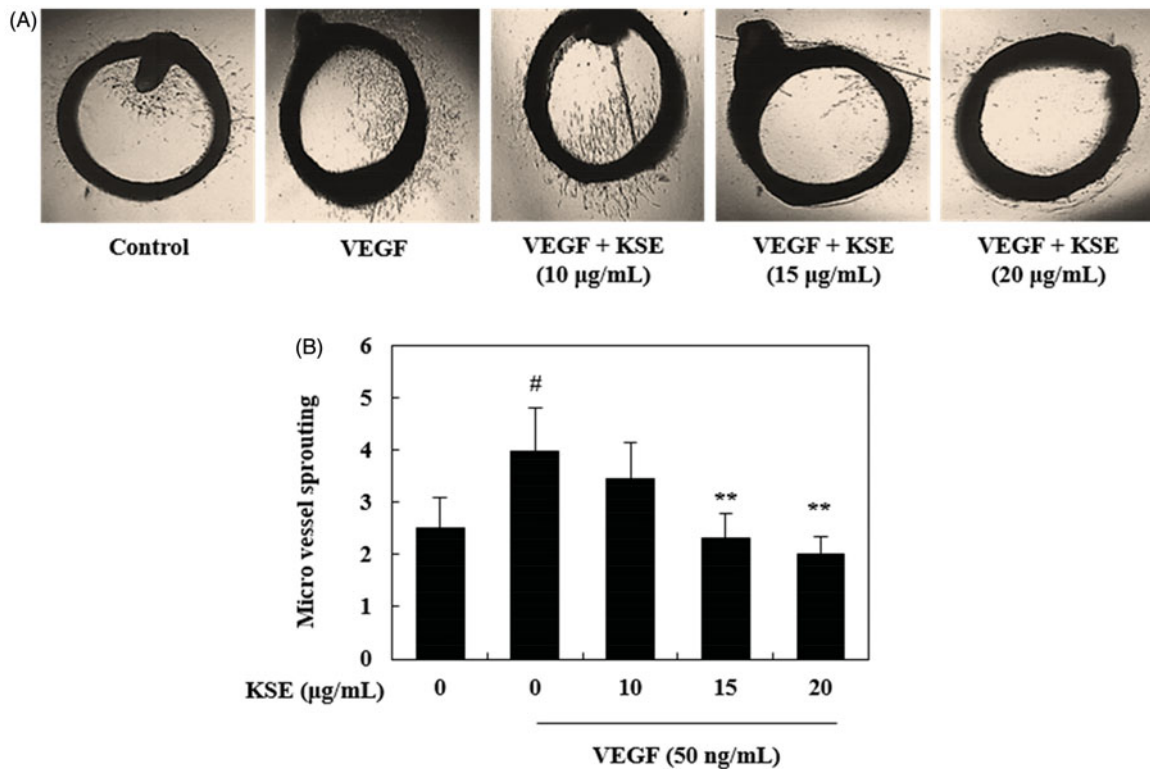 (A)
Control
VEGF
VEGF + KSE
(10 µg/mL)
VEGF + KSE
(15 µg/mL)
VEGF + KSE
(20 µg/mL)
(B)
6
5
4
3
2
1
0
Micro vessel sprouting
#
**
**
KSE (µg/mL) 0 0 10 15 20
VEGF (50 ng/mL)